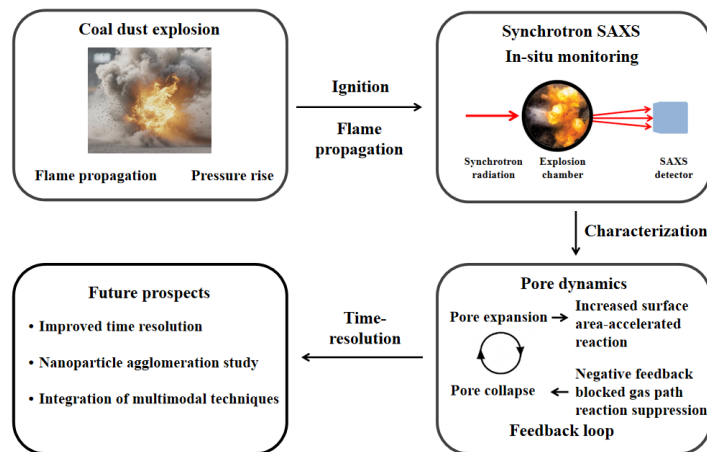 Coal dust explosion
Flame propagation
Pressure rise
Ignition
Flame
propagation
Synchrotron SAXS
In-situ monitoring
Synchrotron
radiation
Explosion
chamber
SAXS
detector
Characterization
Pore dynamics
Pore expansion
Increased surface
area-accelerated
reaction
Pore collapse
Negative feedback
blocked gas path
reaction suppression
Feedback loop
Time-
resolution
Future prospects
• Improved time resolution
• Nanoparticle agglomeration study
• Integration of multimodal techniques